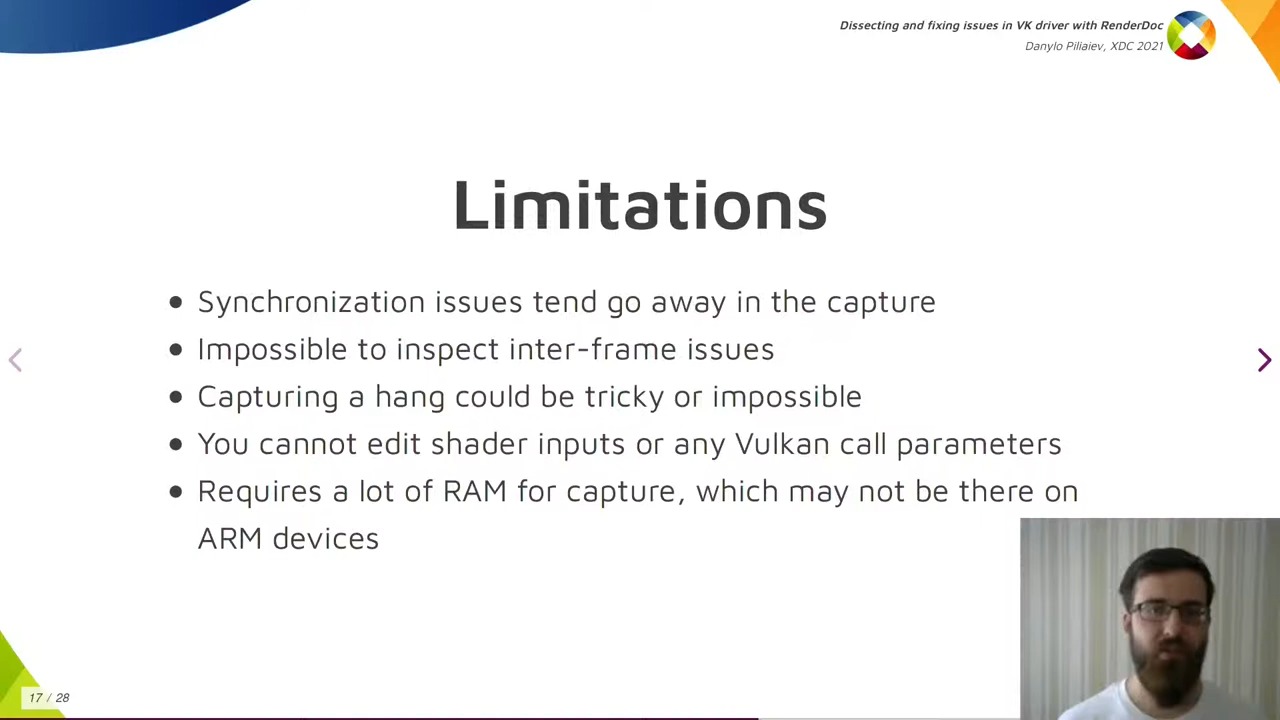 Dissecting and fixing issues in VK driver with RenderDoc
Danylo Piliaiev, XDC 2021
Limitations
Synchronization issues tend go away in the capture
Impossible to inspect inter-frame issues
Capturing a hang could be tricky or impossible
You cannot edit shader inputs or any Vulkan call parameters
Requires a lot of RAM for capture, which may not be there on
ARM devices
17 / 28